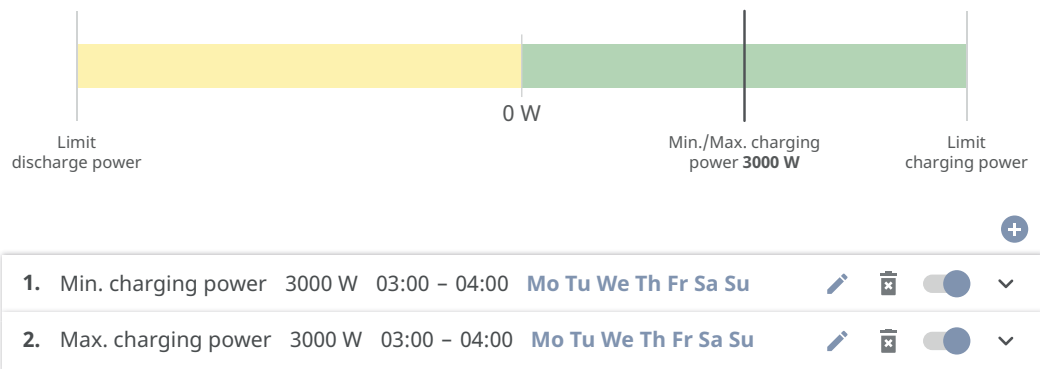 0 W
Limit
discharge power
Min./Max. charging
power 3000 W
Limit
charging power
1. Min. charging power 3000 W 03:00 – 04:00 Mo Tu We Th Fr Sa Su
2. Max. charging power 3000 W 03:00 – 04:00 Mo Tu We Th Fr Sa Su